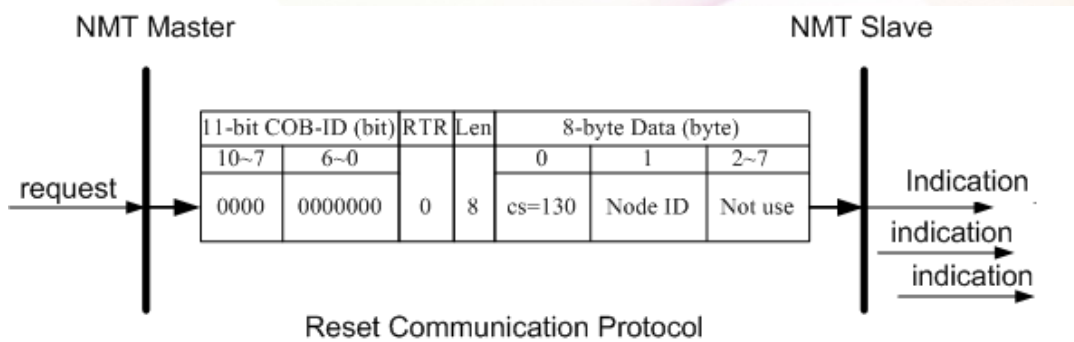 NMT Master
NMT Slave
11-bit COB-ID (bit) RTR Len 8-byte Data (byte)
10~7 6~0 0 1 2~7
request 0000 0000000 0 8 cs=130 Node ID Not use Indication
indication
indication
Reset Communication Protocol